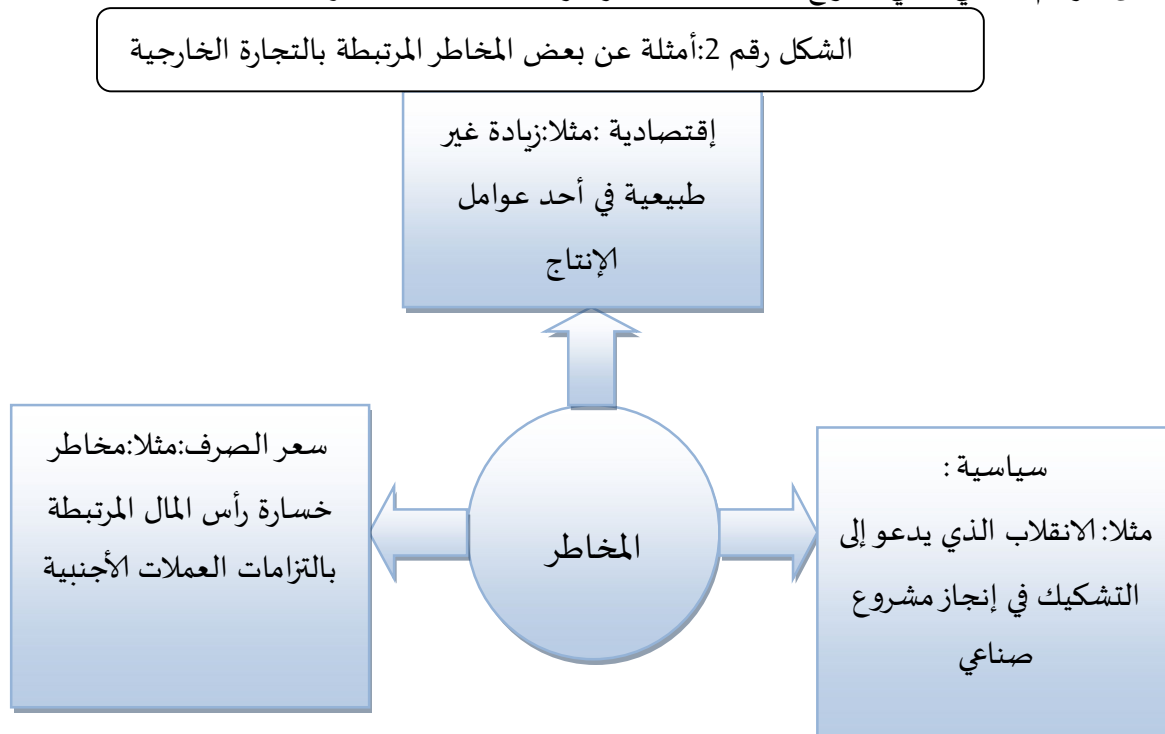 الشكل رقم 2:أمثلة عن بعض المخاطر المرتبطة بالتجارة الخارجية
إقتصادية :مثلا:زيادة غير
طبيعية في أحد عوامل
الإنتاج
سياسية :
مثلا: الانقلاب الذي يدعو إلى
التشكيك في إنجاز مشروع
صناعي
المخاطر
سعر الصرف:مثلا:مخاطر
خسارة رأس المال المرتبطة
بالتزامات العملات الأجنبية